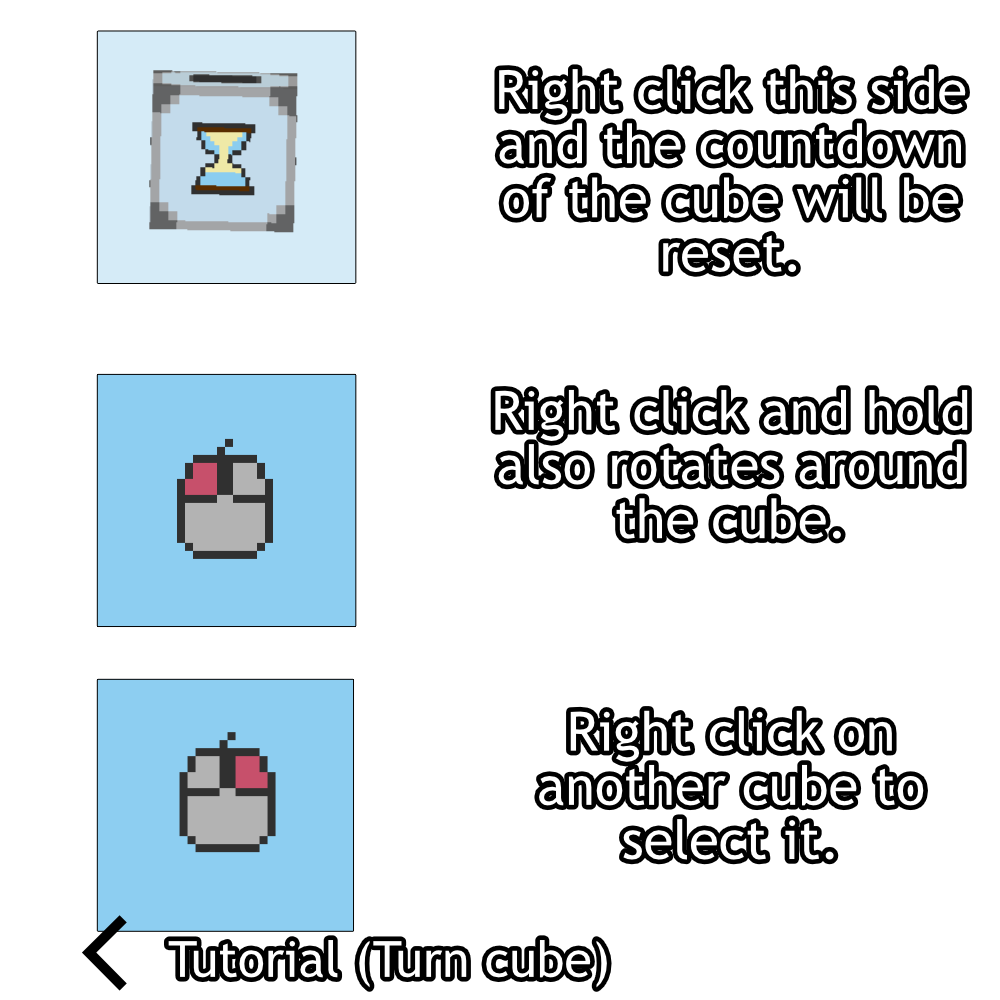 Right click this side
and the countdown
of the cube will be
reset.
Right click and hold
also rotates around
the cube.
Right click on
another cube to
select it.
Tutorial (Turn cube)